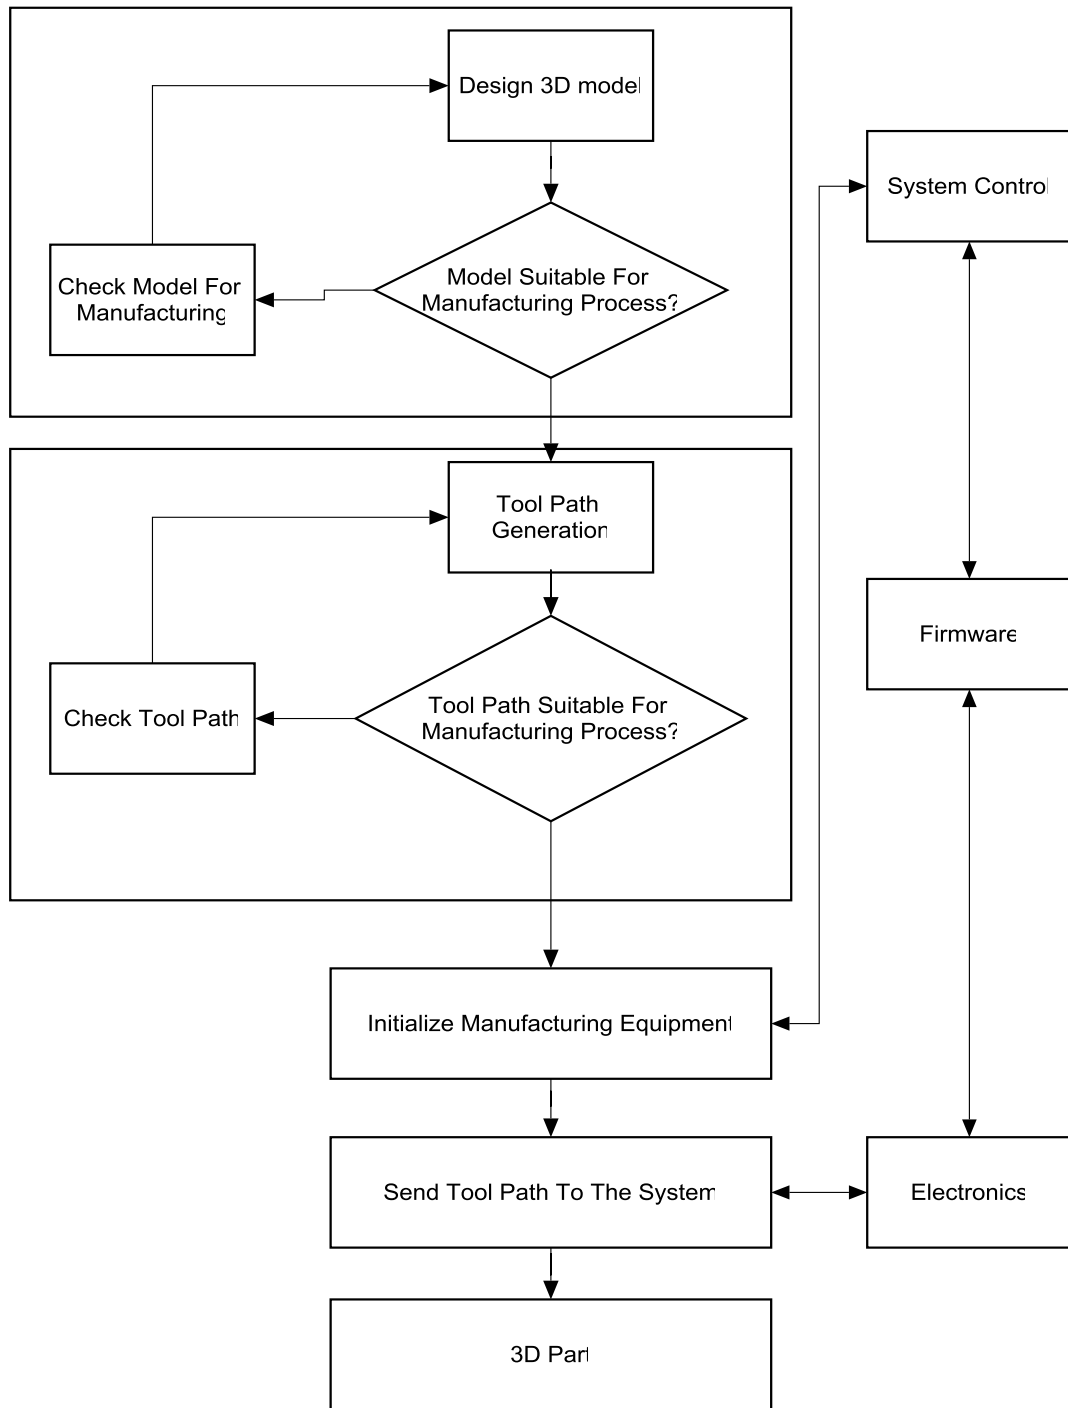 Design 3D model
System Control
Model Suitable For
Manufacturing Process?
Check Model For
Manufacturing
Tool Path
Generation
Firmware
Tool Path Suitable For
Manufacturing Process?
Check Tool Path
Initialize Manufacturing Equipment
Send Tool Path To The System
Electronics
3D Part